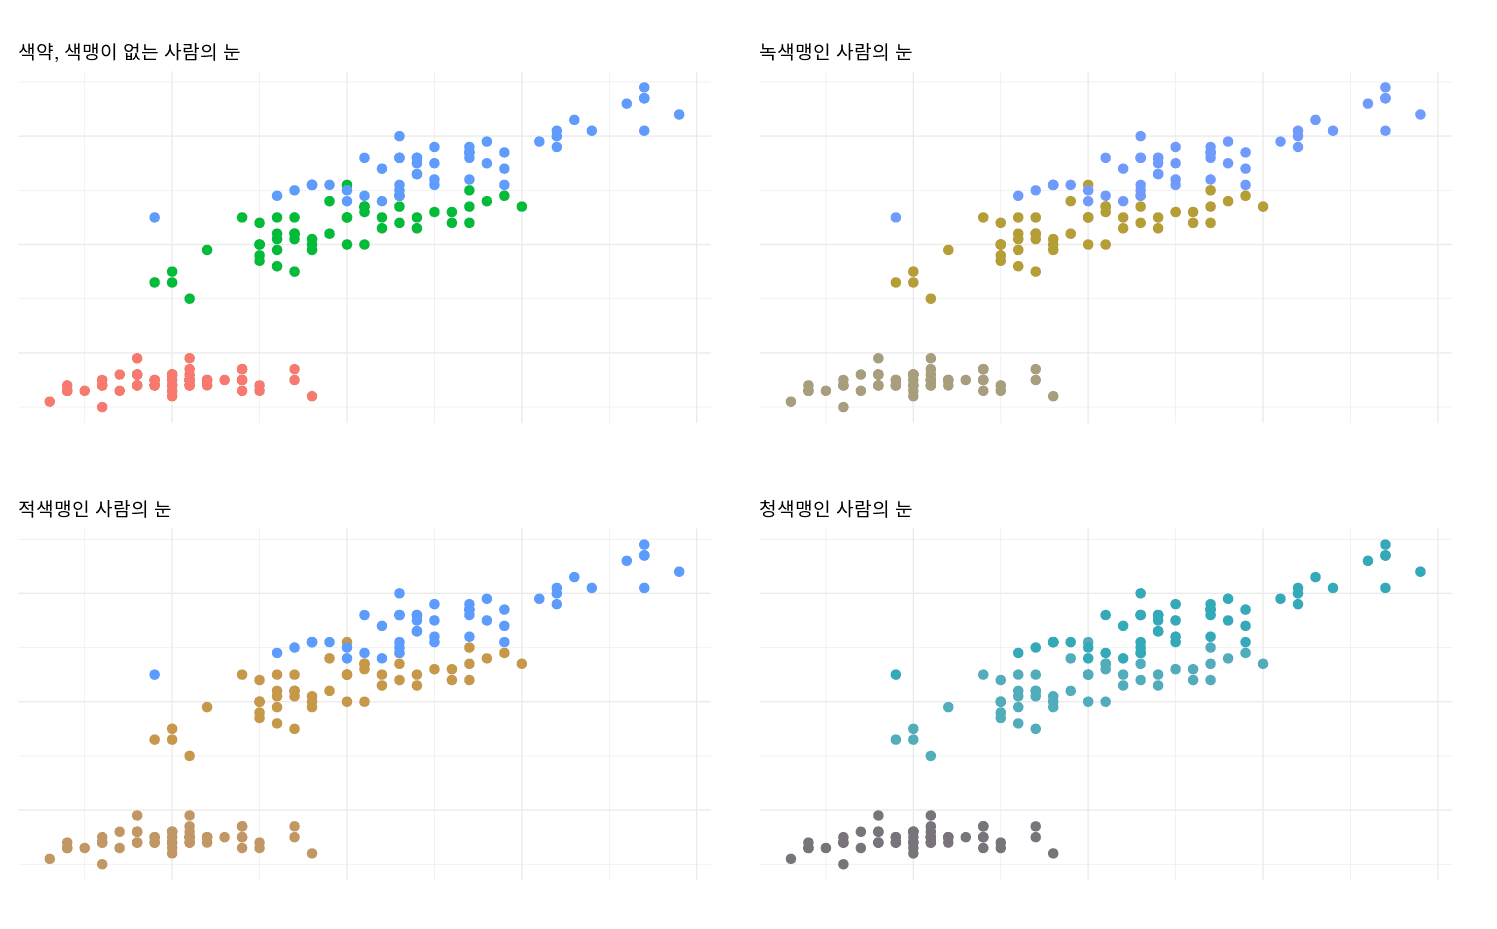 색약, 색맹이 없는 사람의 눈
녹색맹인 사람의 눈
적색맹인 사람의 눈
청색맹인 사람의 눈